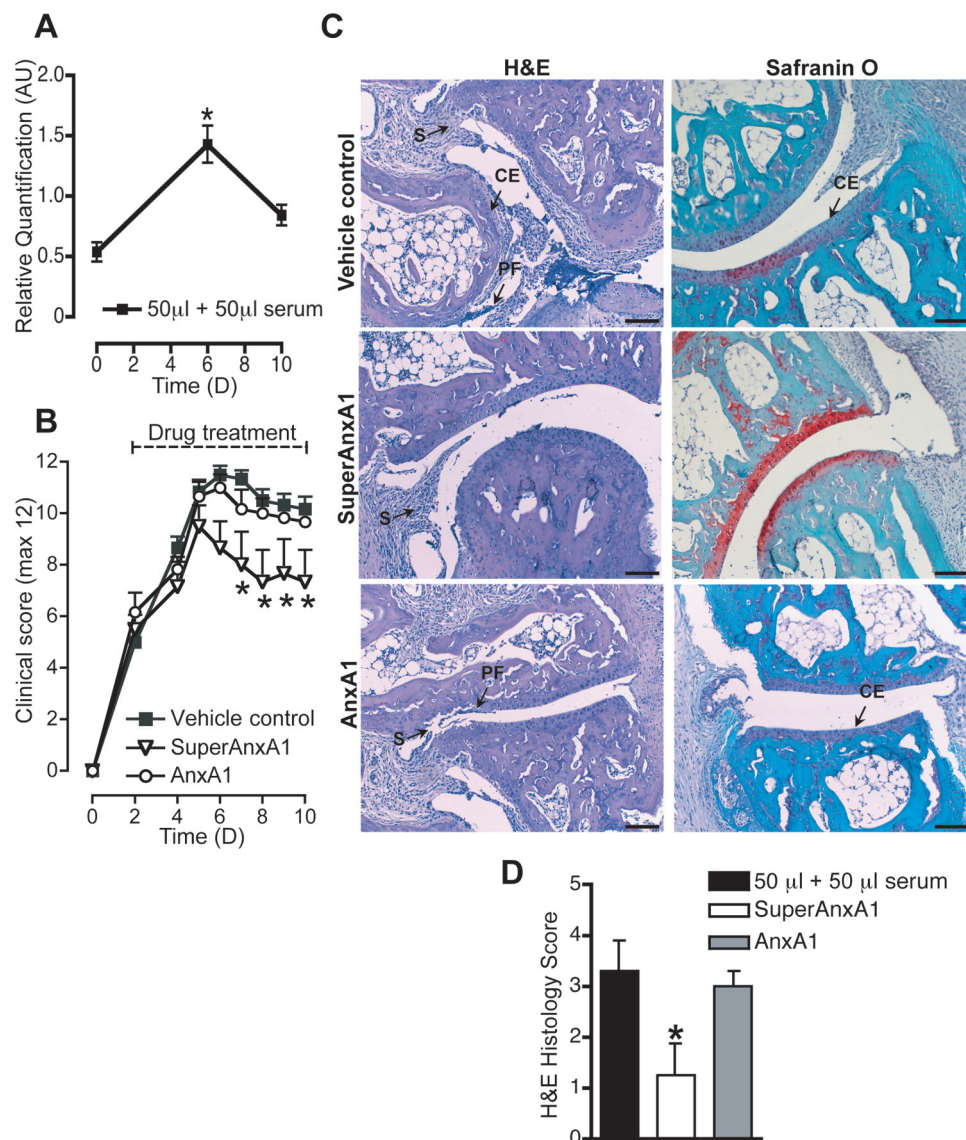 A
Relative Quantification (AU)
2.0
1.5
1.0
0.5
0
*
50µl + 50µl serum
0 2 4 6 8 10
Time (D)
B
Drug treatment
Clinical score (max 12)
12
10
8
6
4
2
0
* * * *
Vehicle control
SuperAnxA1
AnxA1
0 2 4 6 8 10
Time (D)
C
H&E
Safranin O
Vehicle control
S
CE
PF
CE
SuperAnxA1
S
AnxA1
PF
S
CE
D
H&E Histology Score
5
4
3
2
1
0
*
50 µl + 50 µl serum
SuperAnxA1
AnxA1